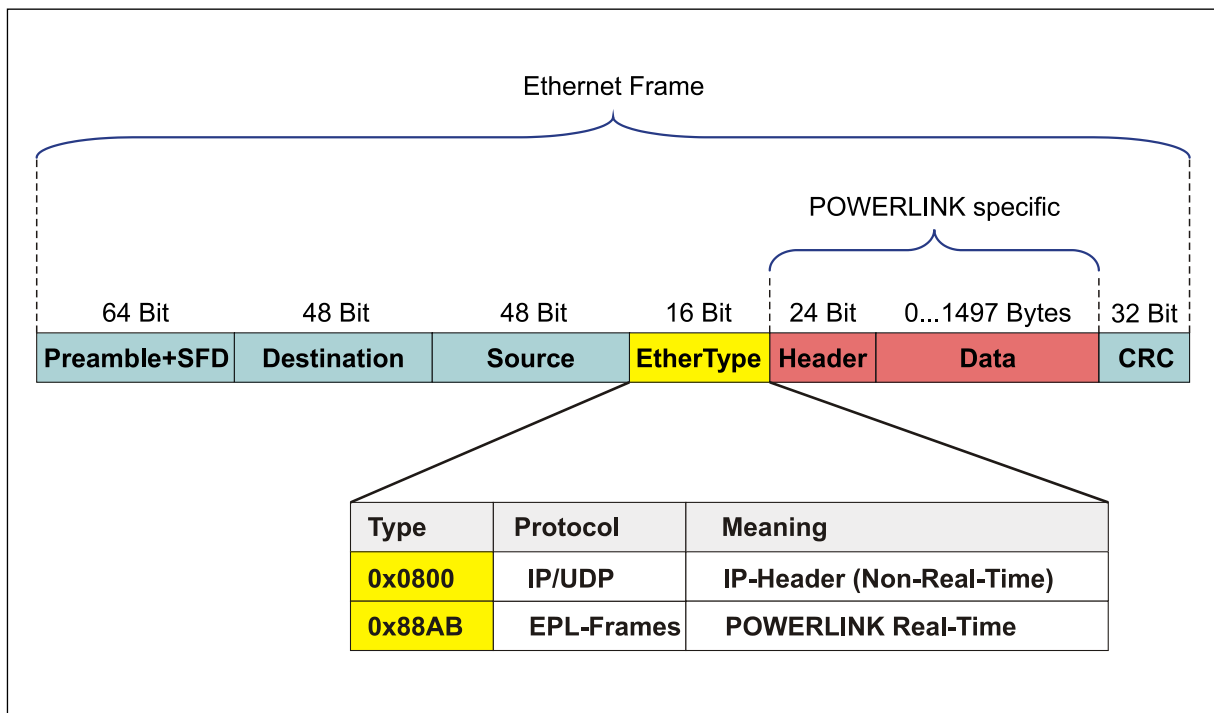 Ethernet Frame
POWERLINK specific
64 Bit 48 Bit 48 Bit 16 Bit 24 Bit 0...1497 Bytes 32 Bit
Preamble+SFD Destination Source EtherType Header Data CRC
Type Protocol Meaning
0x0800 IP/UDP IP-Header (Non-Real-Time)
0x88AB EPL-Frames POWERLINK Real-Time